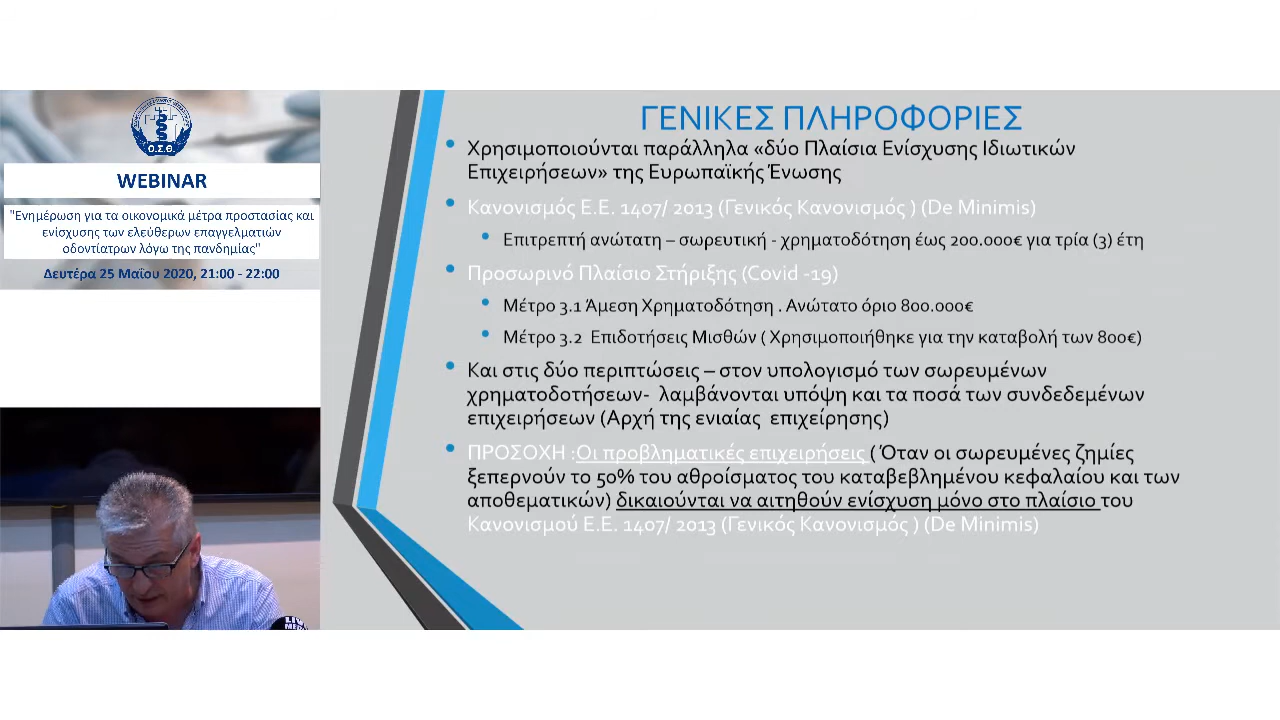 Ο.Σ.Θ.
WEBINAR
"Ενημέρωση για τα οικονομικά μέτρα προστασίας και
ενίσχυσης των ελεύθερων επαγγελματιών
οδοντίατρων λόγω της πανδημίας"
Δευτέρα 25 Μαΐου 2020, 21:00 - 22:00
ΓΕΝΙΚΕΣ ΠΛΗΡΟΦΟΡΙΕΣ
Χρησιμοποιούνται παράλληλα «δύο Πλαίσια Ενίσχυσης Ιδιωτικών
Επιχειρήσεων» της Ευρωπαϊκής Ένωσης
Κανονισμός Ε.Ε. 1407/ 2013 (Γενικός Κανονισμός ) (De Minimis)
Επιτρεπτή ανώτατη – σωρευτική - χρηματοδότηση έως 200.000€ για τρία (3) έτη
Προσωρινό Πλαίσιο Στήριξης (Covid -19)
Μέτρο 3.1 Άμεση Χρηματοδότηση . Ανώτατο όριο 800.000€
Μέτρο 3.2 Επιδοτήσεις Μισθών ( Χρησιμοποιήθηκε για την καταβολή των 800€)
Και στις δύο περιπτώσεις – στον υπολογισμό των σωρευμένων
χρηματοδοτήσεων- λαμβάνονται υπόψη και τα ποσά των συνδεδεμένων
επιχειρήσεων (Αρχή της ενιαίας επιχείρησης)
ΠΡΟΣΟΧΗ :Οι προβληματικές επιχειρήσεις ( Όταν οι σωρευμένες ζημίες
ξεπερνούν το 50% του αθροίσματος του καταβεβλημένου κεφαλαίου και των
αποθεματικών) δικαιούνται να αιτηθούν ενίσχυση μόνο στο πλαίσιο του
Κανονισμού Ε.Ε. 1407/ 2013 (Γενικός Κανονισμός ) (De Minimis)